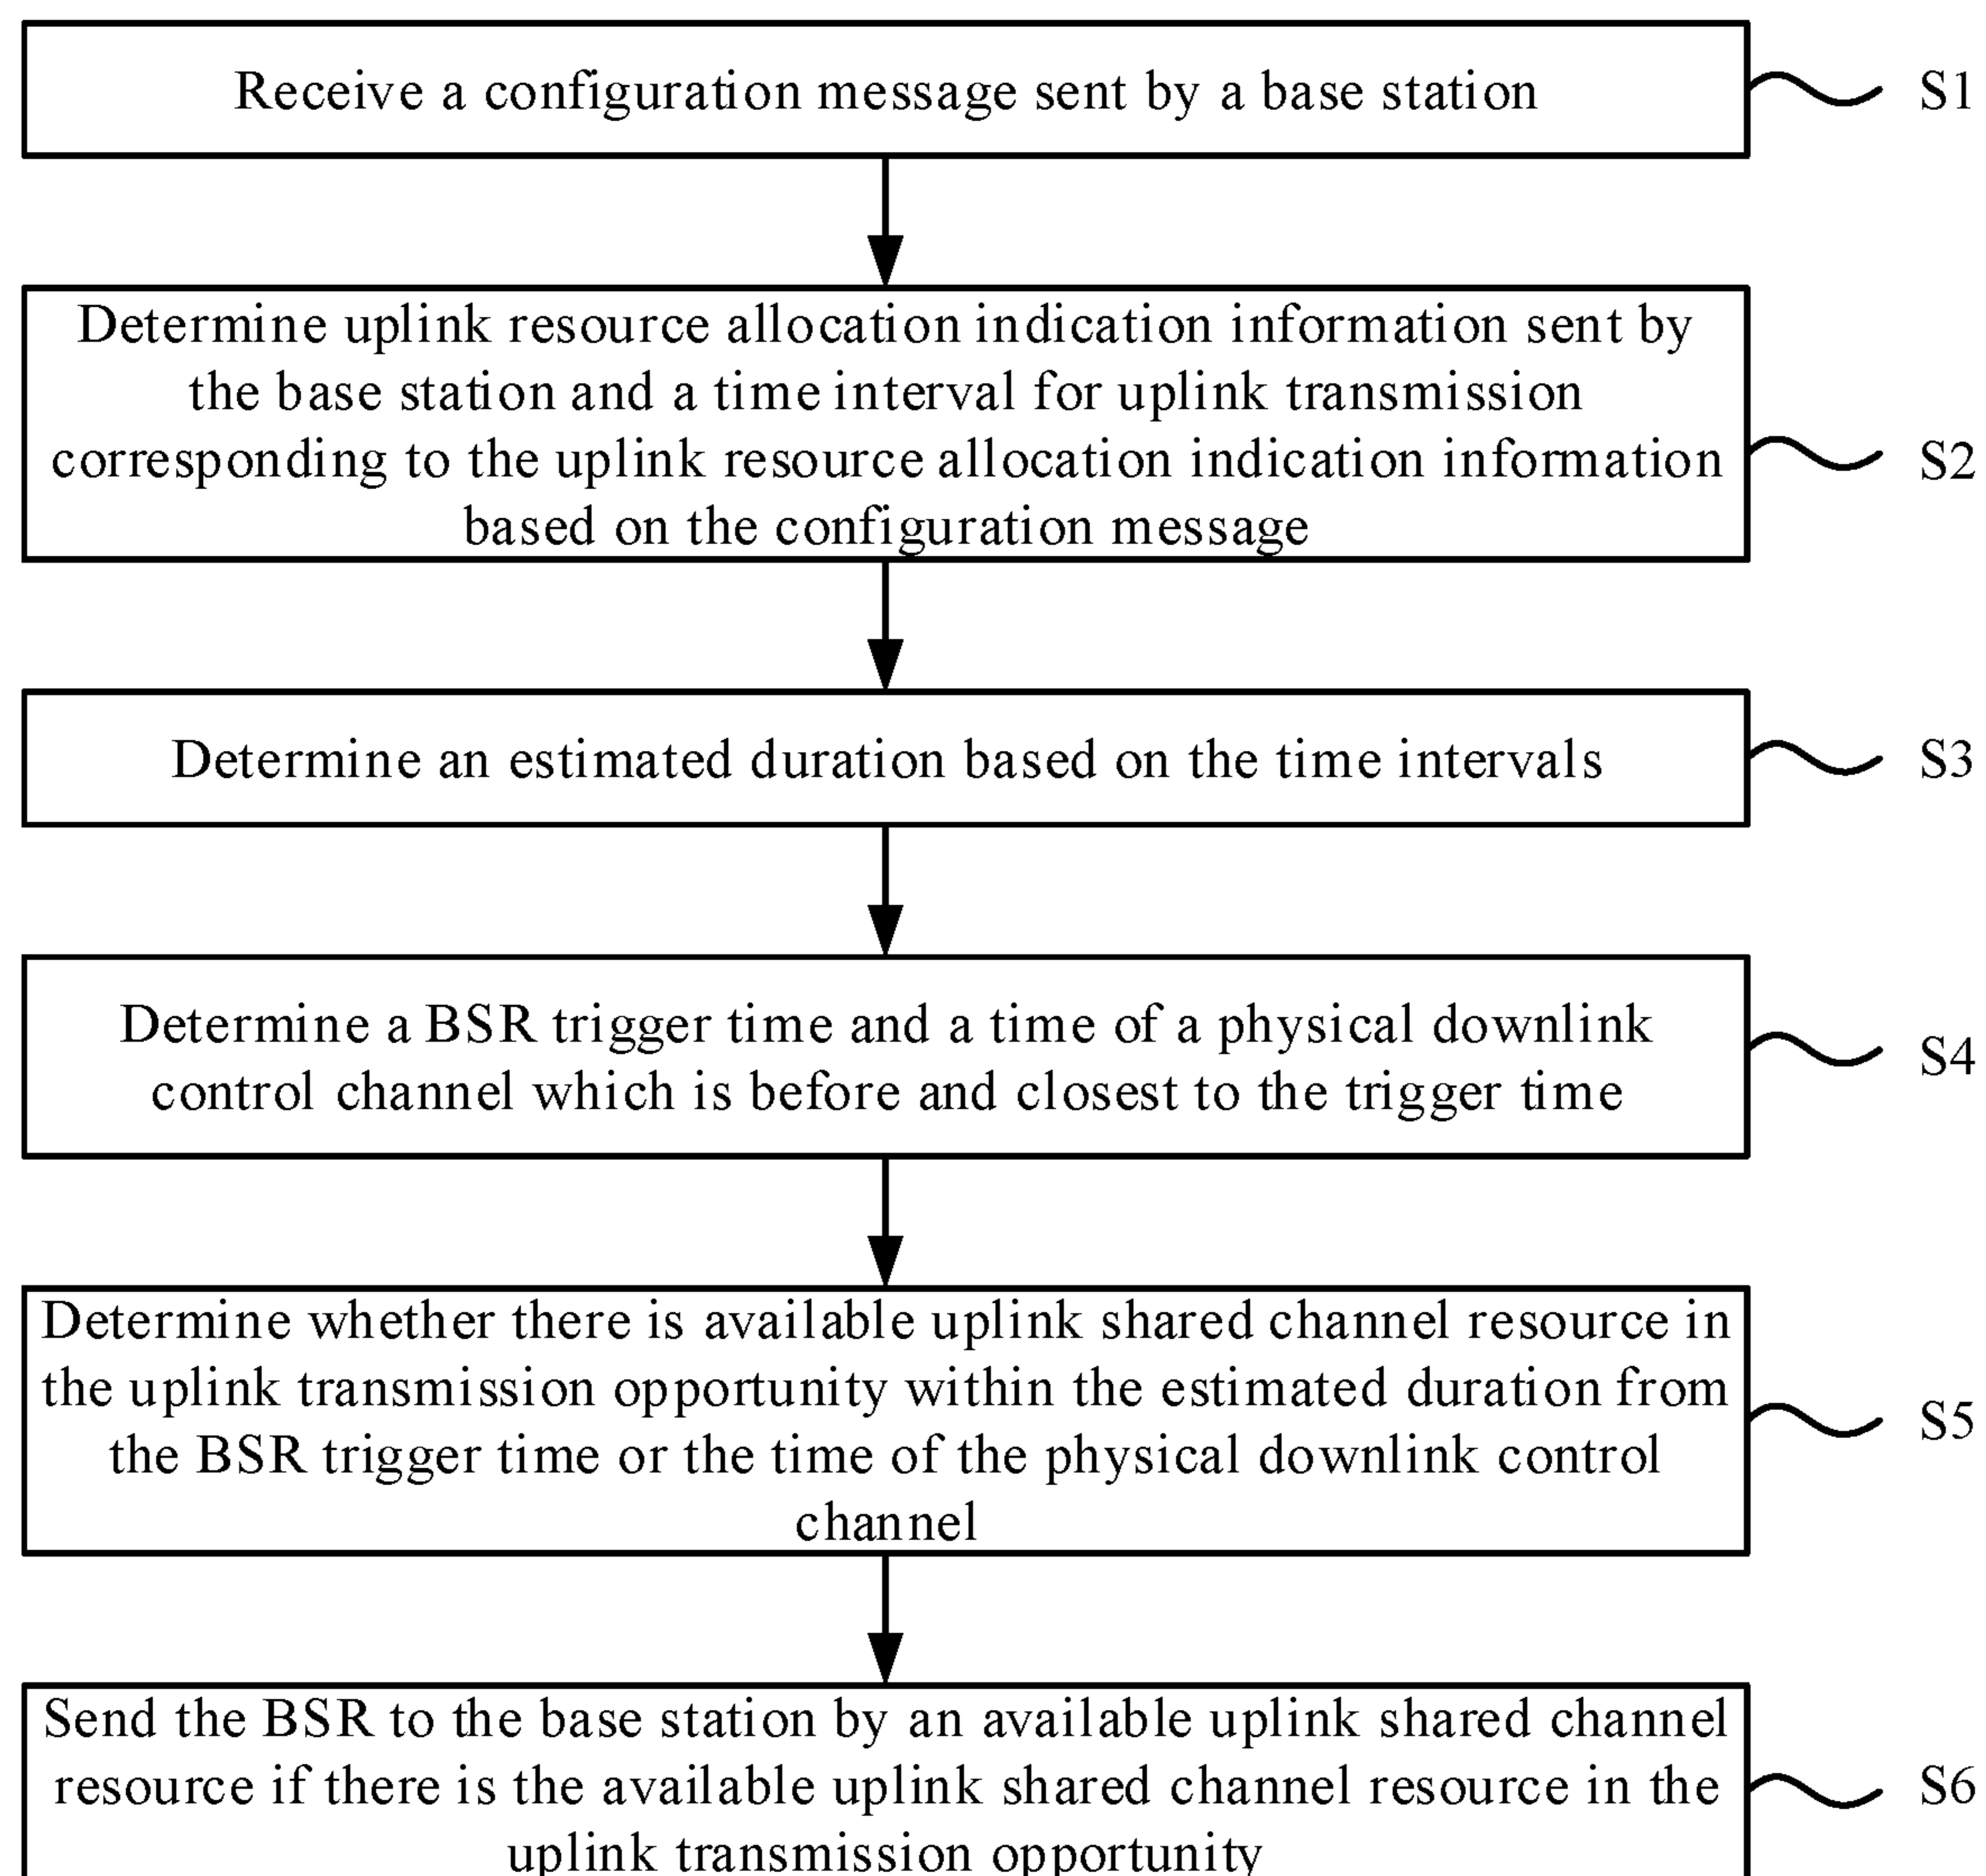 Receive a configuration message sent by a base station
S1
Determine uplink resource allocation indication information sent by
the base station and a time interval for uplink transmission
corresponding to the uplink resource allocation indication information
based on the configuration message
S2
Determine an estimated duration based on the time intervals
S3
Determine a BSR trigger time and a time of a physical downlink
control channel which is before and closest to the trigger time
S4
Determine whether there is available uplink shared channel resource in
the uplink transmission opportunity within the estimated duration from
the BSR trigger time or the time of the physical downlink control
channel
S5
Send the BSR to the base station by an available uplink shared channel
resource if there is the available uplink shared channel resource in the
uplink transmission opportunity
S6